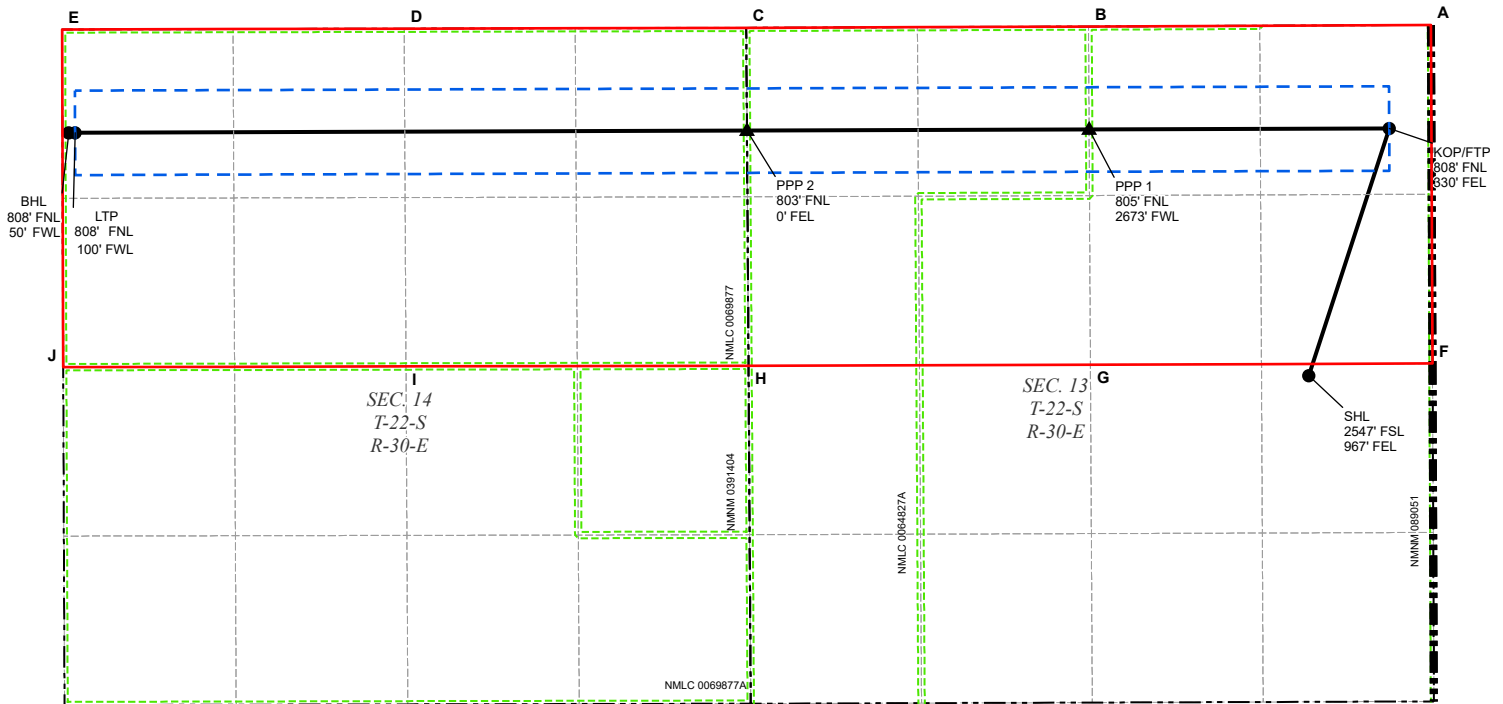 E
D
C
B
A
KOP/FTP
808' FNL
330' FEL
PPP 2
803' FNL
0' FEL
PPP 1
805' FNL
2673' FWL
BHL
808' FNL
50' FWL
LTP
808' FNL
100' FWL
NMLC 0069877
J
I
H
G
F
SEC. 14
T-22-S
R-30-E
SEC. 13
T-22-S
R-30-E
SHL
2547' FSL
967' FEL
NMNM 0391404
NMLC 0064827A
NMNM 089051
NMLC 0069877A